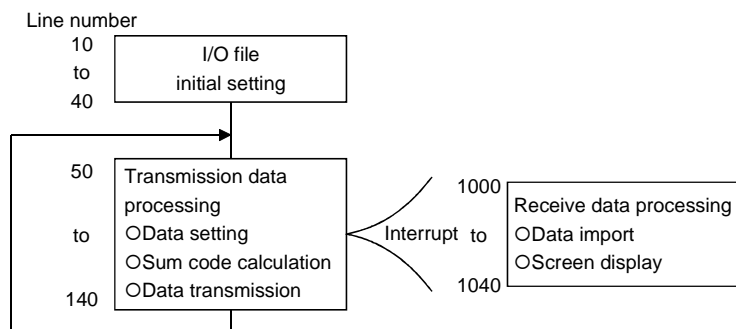 Line number
10
to
40
I/O file
initial setting
50
to
140
Transmission data
processing
○Data setting
○Sum code calculation
○Data transmission
Interrupt
1000
to
1040
Receive data processing
○Data import
○Screen display